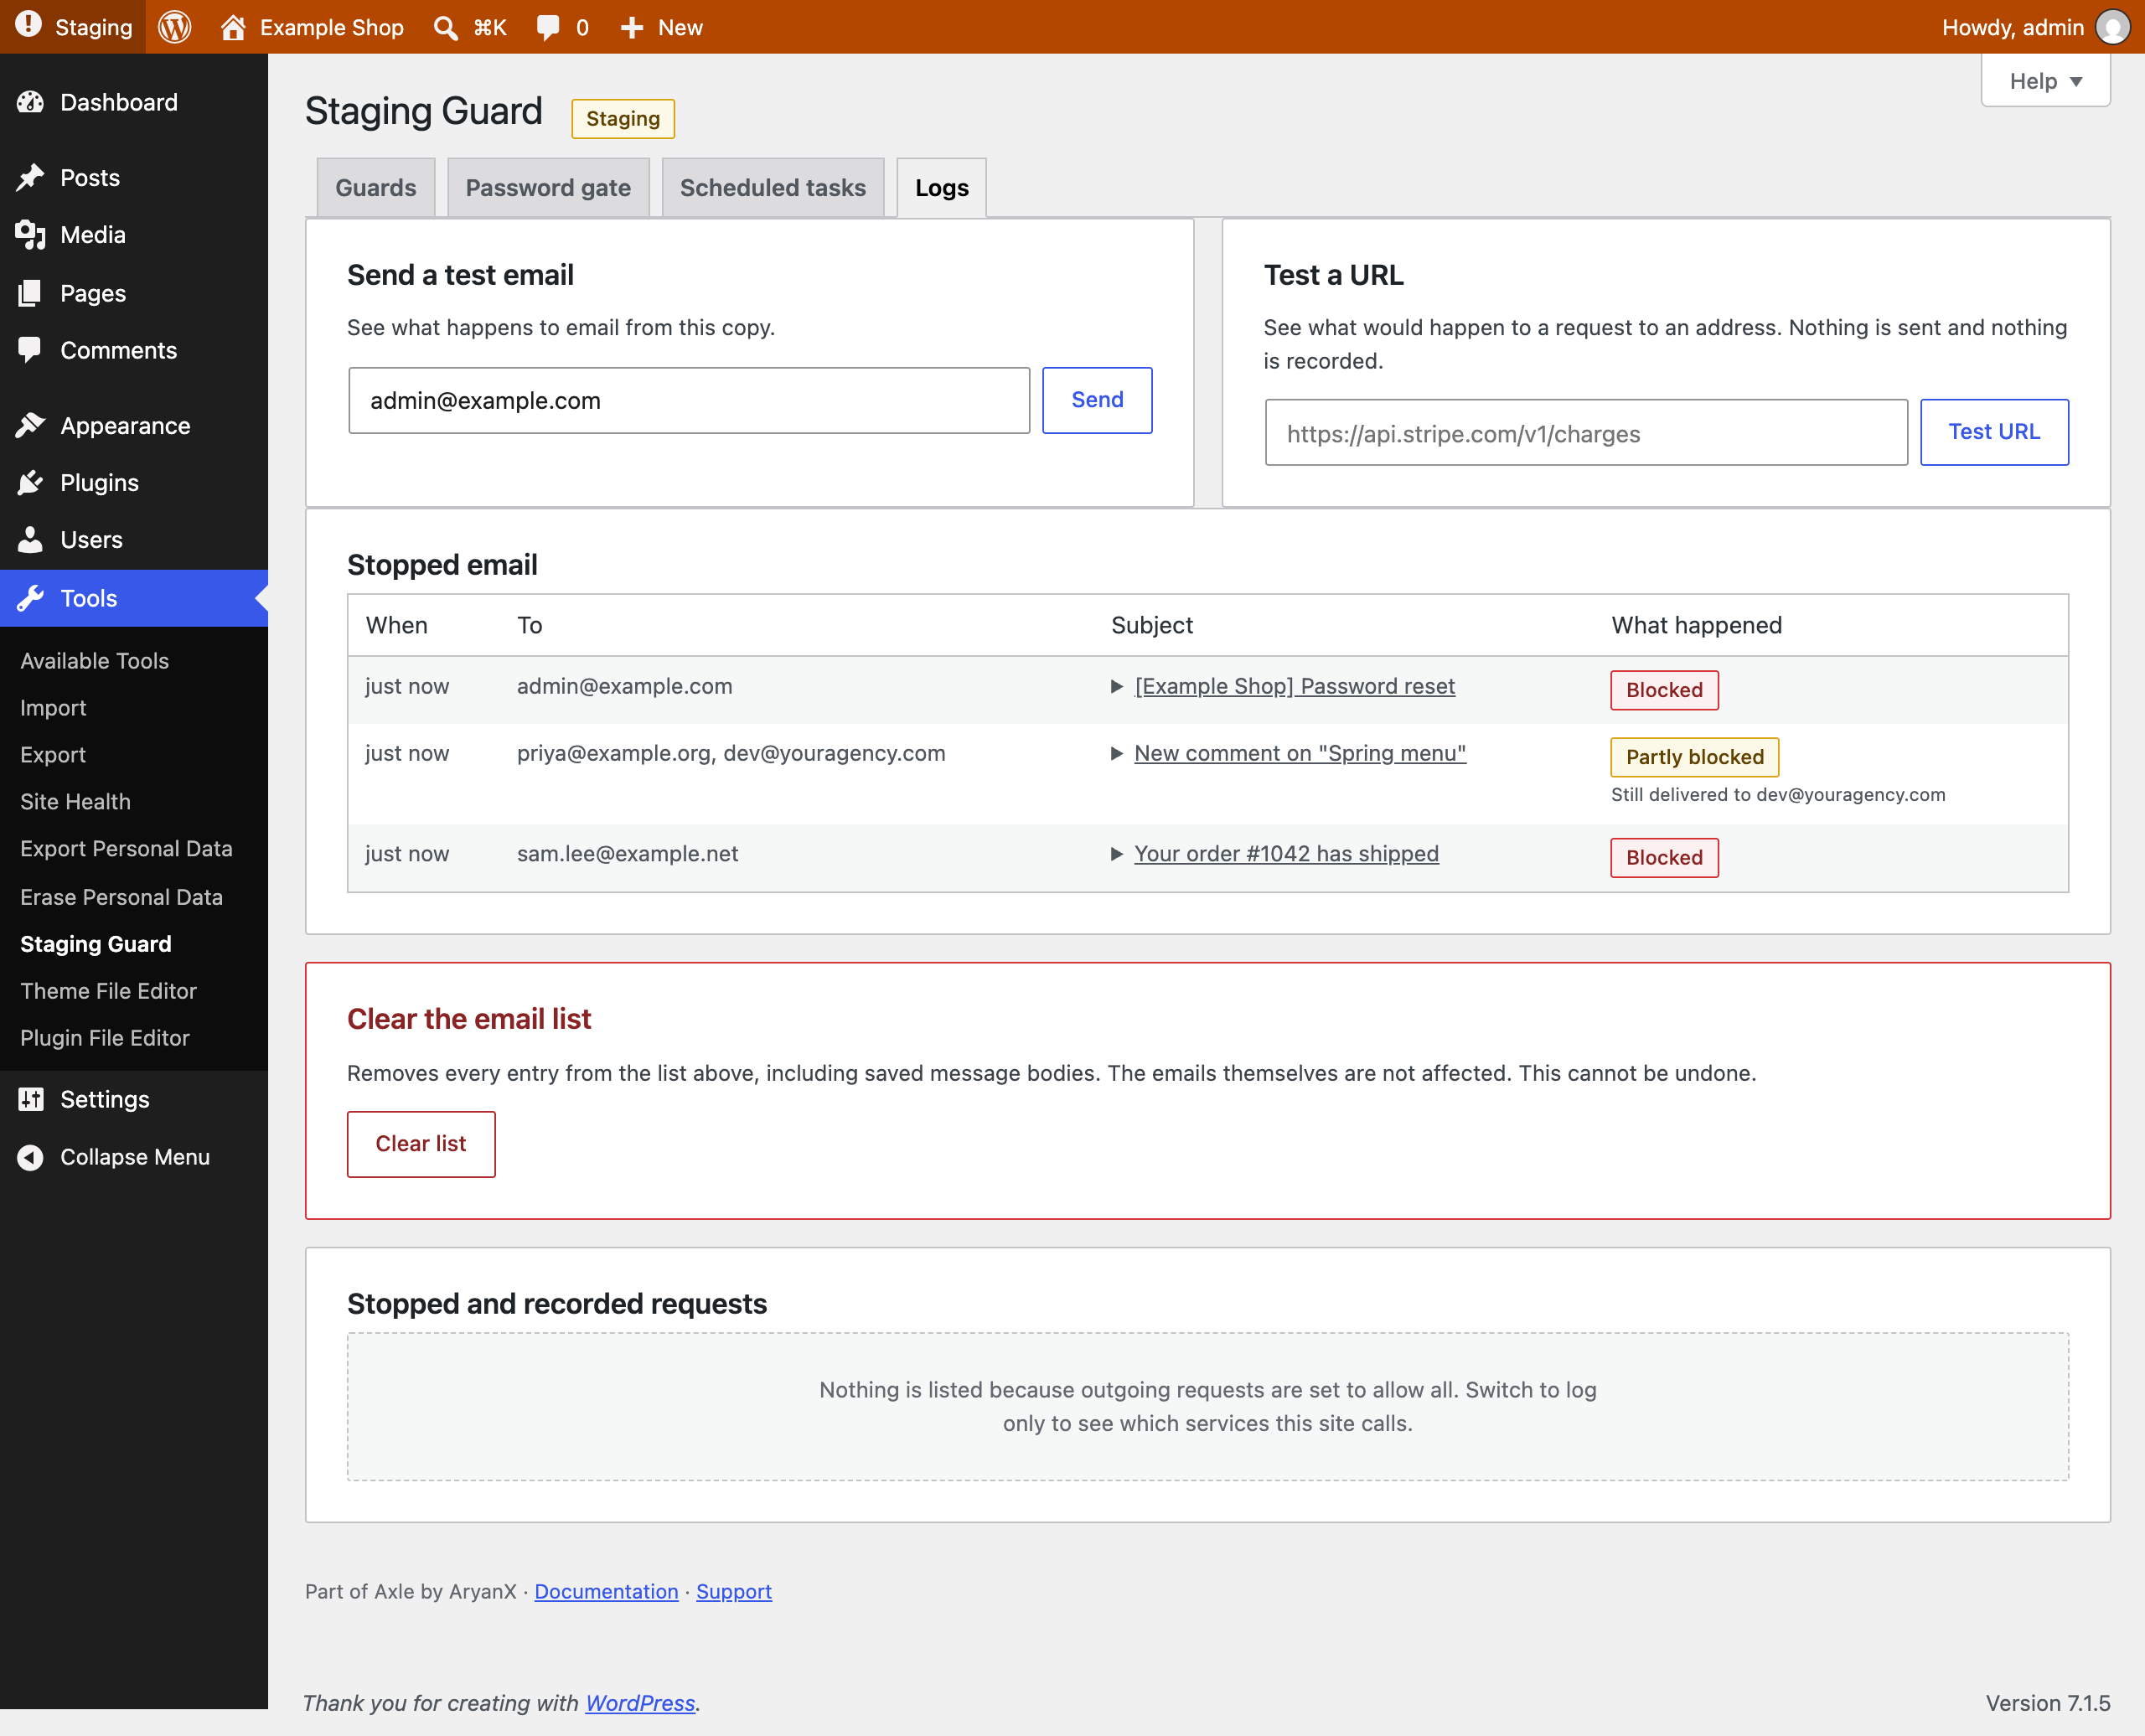 Staging
Example Shop
⌘K
0
New
Howdy, admin
Help
Dashboard
Posts
Media
Pages
Comments
Appearance
Plugins
Users
Tools
Available Tools
Import
Export
Site Health
Export Personal Data
Erase Personal Data
Staging Guard
Theme File Editor
Plugin File Editor
Settings
Collapse Menu
Staging Guard
Staging
Guards
Password gate
Scheduled tasks
Logs
Send a test email
See what happens to email from this copy.
admin@example.com
Send
Test a URL
See what would happen to a request to an address. Nothing is sent and nothing
is recorded.
https://api.stripe.com/v1/charges
Test URL
Stopped email
When To Subject What happened
just now admin@example.com [Example Shop] Password reset Blocked
just now priya@example.org, dev@youragency.com New comment on "Spring menu" Partly blocked
Still delivered to dev@youragency.com
just now sam.lee@example.net Your order #1042 has shipped Blocked
Clear the email list
Removes every entry from the list above, including saved message bodies. The emails themselves are not affected. This cannot be undone.
Clear list
Stopped and recorded requests
Nothing is listed because outgoing requests are set to allow all. Switch to log
only to see which services this site calls.
Part of Axle by AryanX · Documentation · Support
Thank you for creating with WordPress.
Version 7.1.5